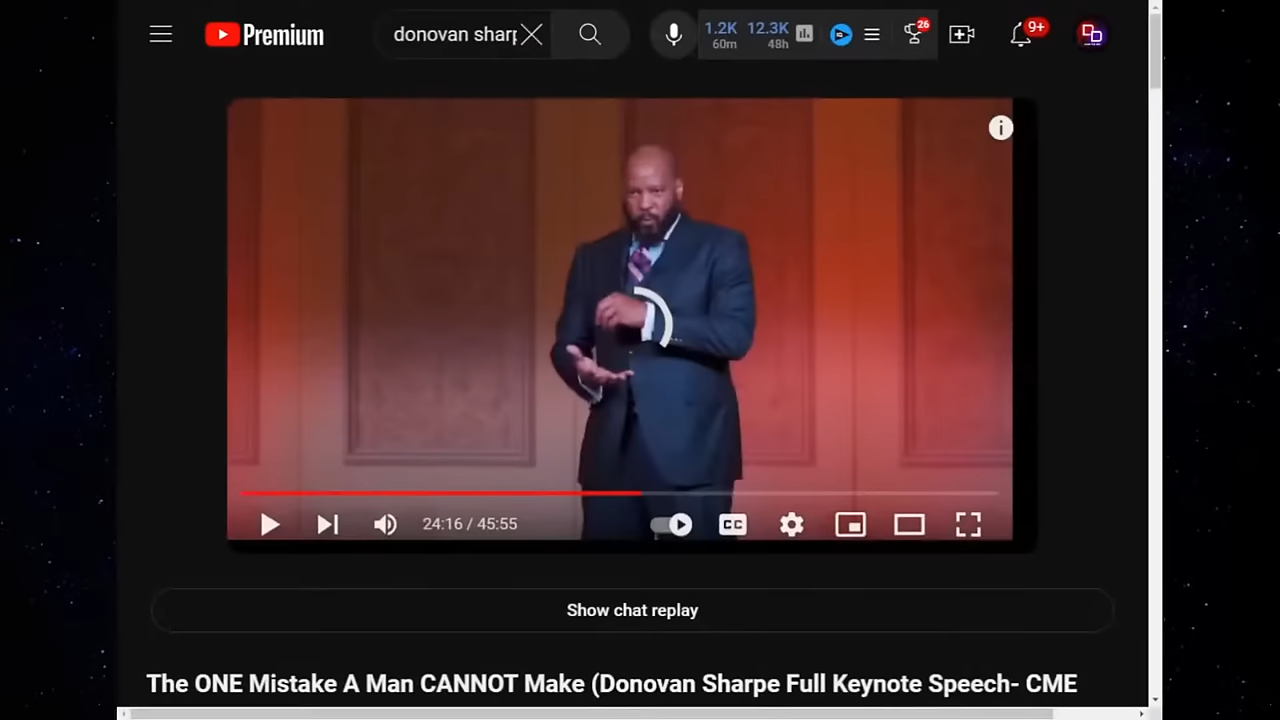 Premium
donovan sharp
1.2K 60m
12.3K 48h
26
9+
24:16 / 45:55
CC
Show chat replay
The ONE Mistake A Man CANNOT Make (Donovan Sharpe Full Keynote Speech- CME